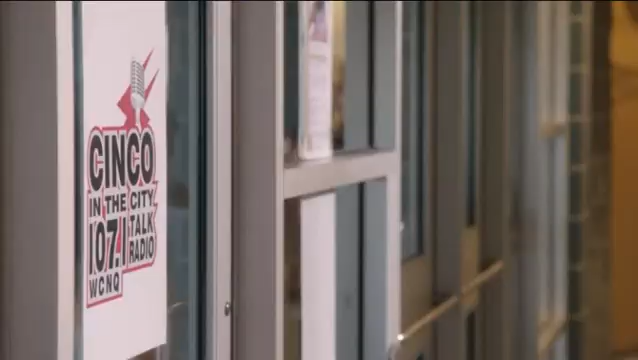 CINCO
IN THE CITY
107.1 TALK
RADIO
WCNQ